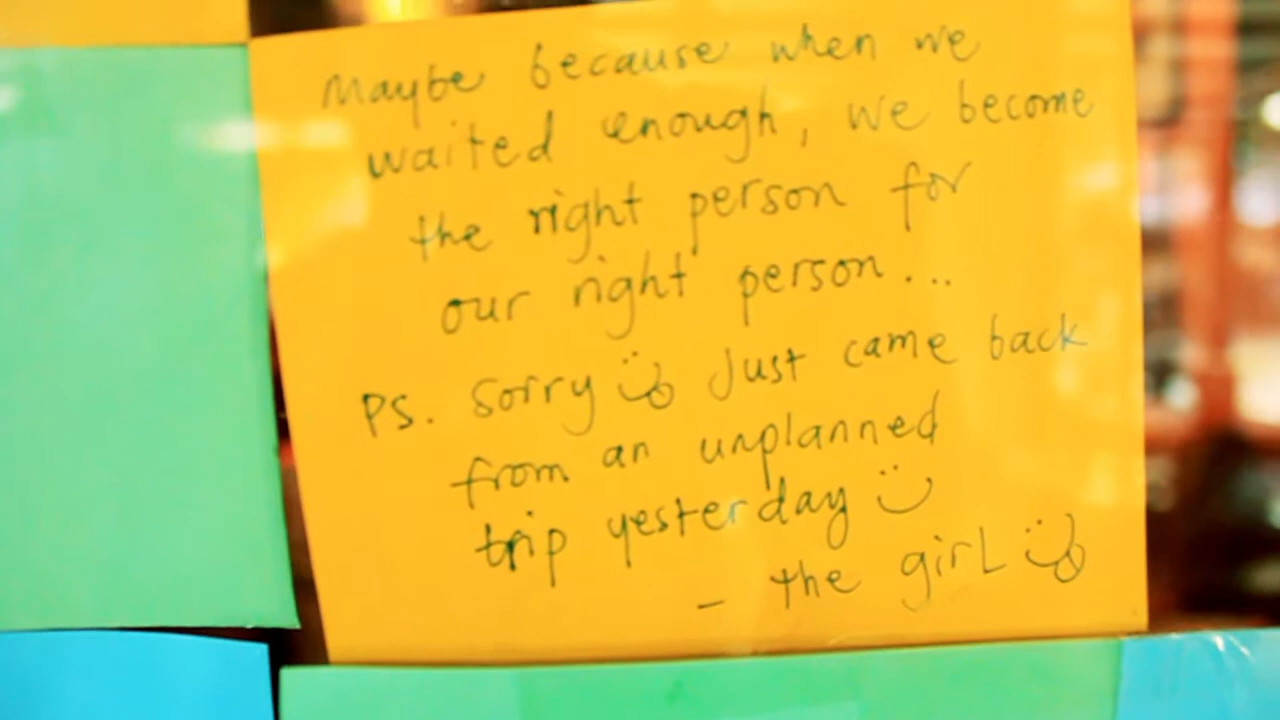 Maybe because when we
waited enough, we become
the right person for
our right person...
PS. Sorry Just came back
from an unplanned
trip yesterday :)
- the girl